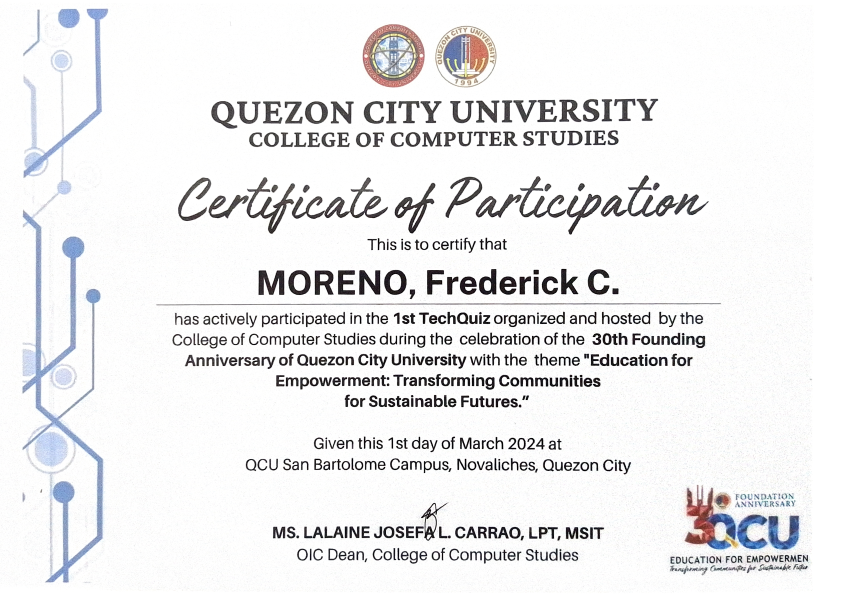 QUEZON CITY UNIVERSITY
1994
QUEZON CITY UNIVERSITY
COLLEGE OF COMPUTER STUDIES
Certificate of Participation
This is to certify that
MORENO, Frederick C.
has actively participated in the 1st TechQuiz organized and hosted by the
College of Computer Studies during the celebration of the 30th Founding
Anniversary of Quezon City University with the theme "Education for
Empowerment: Transforming Communities
for Sustainable Futures.”
Given this 1st day of March 2024 at
QCU San Bartolome Campus, Novaliches, Quezon City
MS. LALAINE JOSEFA L. CARRAO, LPT, MSIT
OIC Dean, College of Computer Studies
FOUNDATION
ANNIVERSARY
30 QCU
EDUCATION FOR EMPOWERMEN
Transforming Communities for Sustainable Futur